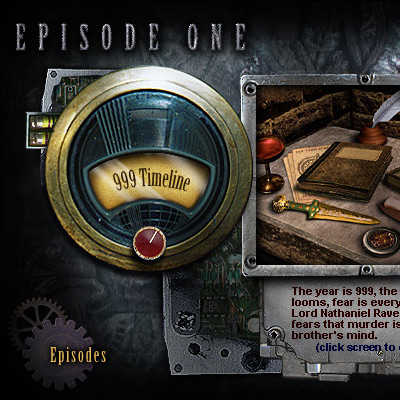 EPISODE ONE
999 Timeline
The year is 999, the
looms, fear is every
Lord Nathaniel Rave
fears that murder is
brother's mind.
(click screen to
Episodes